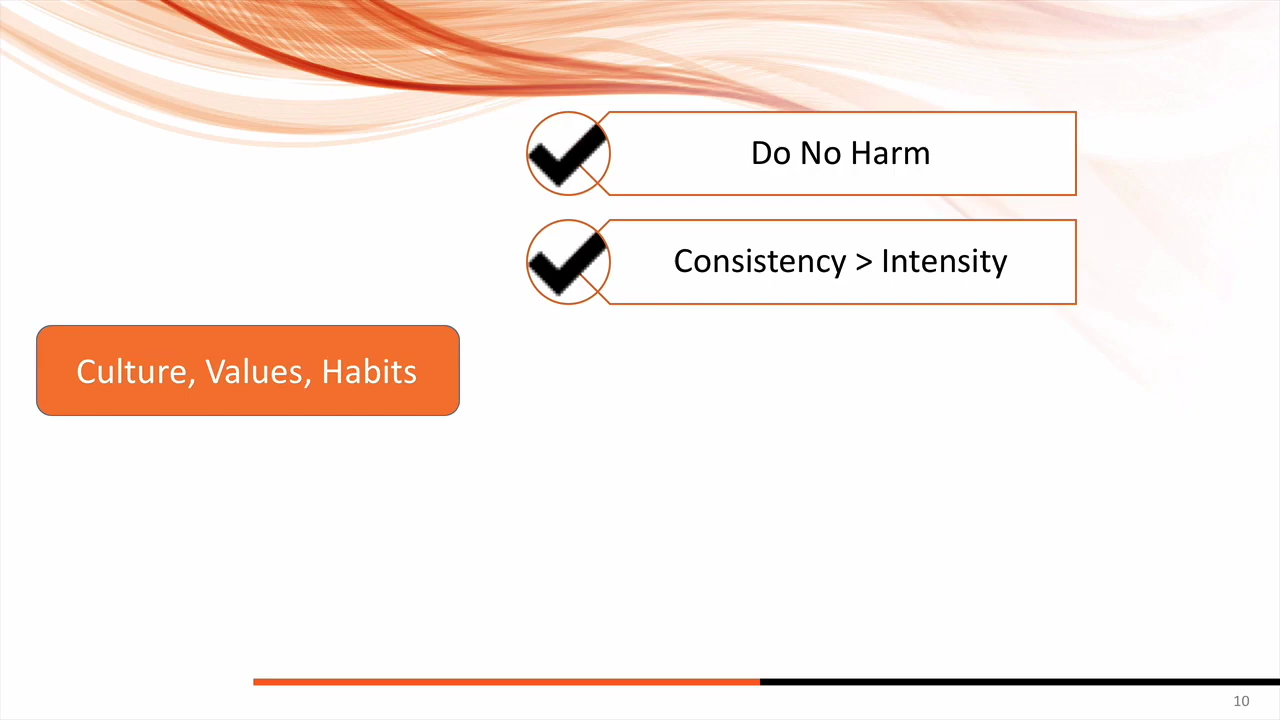 Do No Harm
Consistency > Intensity
Culture, Values, Habits
10